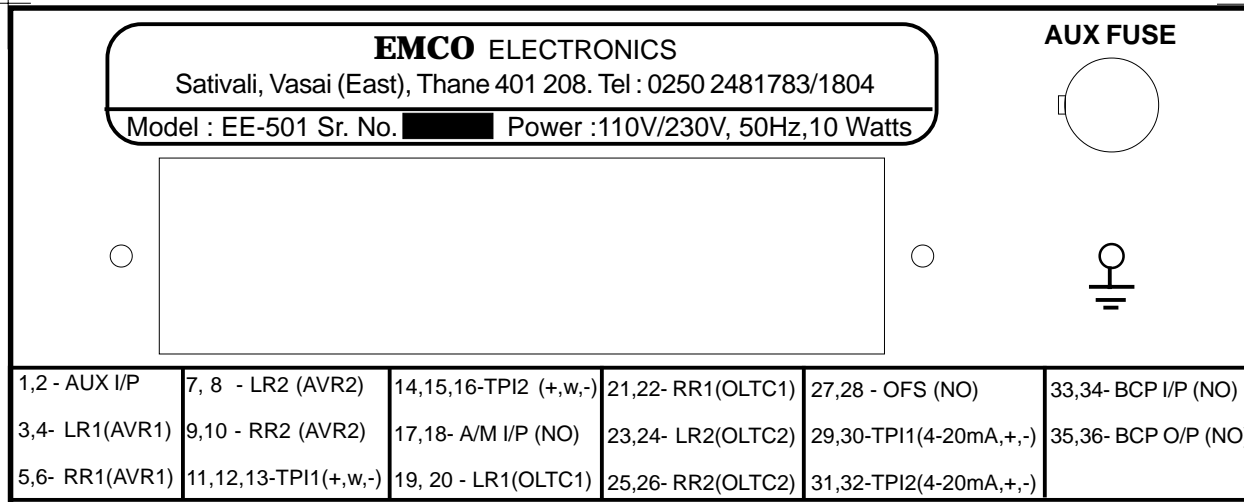 EMCO ELECTRONICS
AUX FUSE
Sativali, Vasai (East), Thane 401 208. Tel : 0250 2481783/1804
Model : EE-501 Sr. No. Power :110V/230V, 50Hz,10 Watts
1,2 - AUX I/P
3,4- LR1(AVR1)
5,6- RR1(AVR1)
7, 8 - LR2 (AVR2)
9,10 - RR2 (AVR2)
11,12,13-TPI1(+,w,-)
14,15,16-TPI2 (+,w,-)
17,18- A/M I/P (NO)
19, 20 - LR1(OLTC1)
21,22- RR1(OLTC1)
23,24- LR2(OLTC2)
25,26- RR2(OLTC2)
27,28 - OFS (NO)
29,30-TPI1(4-20mA,+,-)
31,32-TPI2(4-20mA,+,-)
33,34- BCP I/P (NO)
35,36- BCP O/P (NO